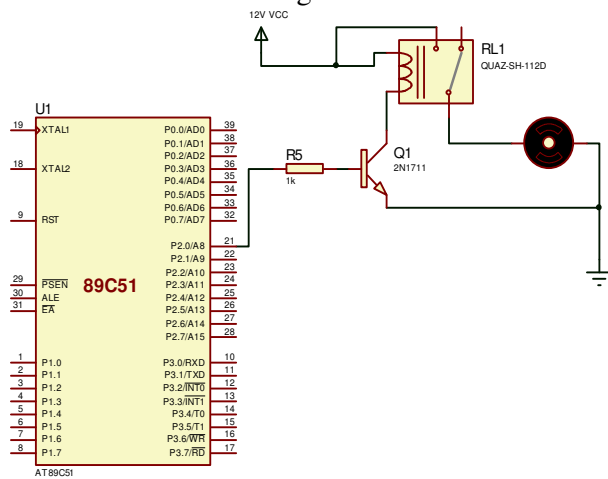 12V VCC
RL1
QUAZ-SH-112D
U1
19 XTAL1
18 XTAL2
9 RST
29 PSEN
30 ALE
31 EA
1 P1.0
2 P1.1
3 P1.2
4 P1.3
5 P1.4
6 P1.5
7 P1.6
8 P1.7
89C51
P0.0/AD0 39
P0.1/AD1 38
P0.2/AD2 37
P0.3/AD3 36
P0.4/AD4 35
P0.5/AD5 34
P0.6/AD6 33
P0.7/AD7 32
P2.0/A8 21
P2.1/A9 22
P2.2/A10 23
P2.3/A11 24
P2.4/A12 25
P2.5/A13 26
P2.6/A14 27
P2.7/A15 28
P3.0/RXD 10
P3.1/TXD 11
P3.2/INT0 12
P3.3/INT1 13
P3.4/T0 14
P3.5/T1 15
P3.6/WR 16
P3.7/RD 17
AT89C51
R5
1k
Q1
2N1711